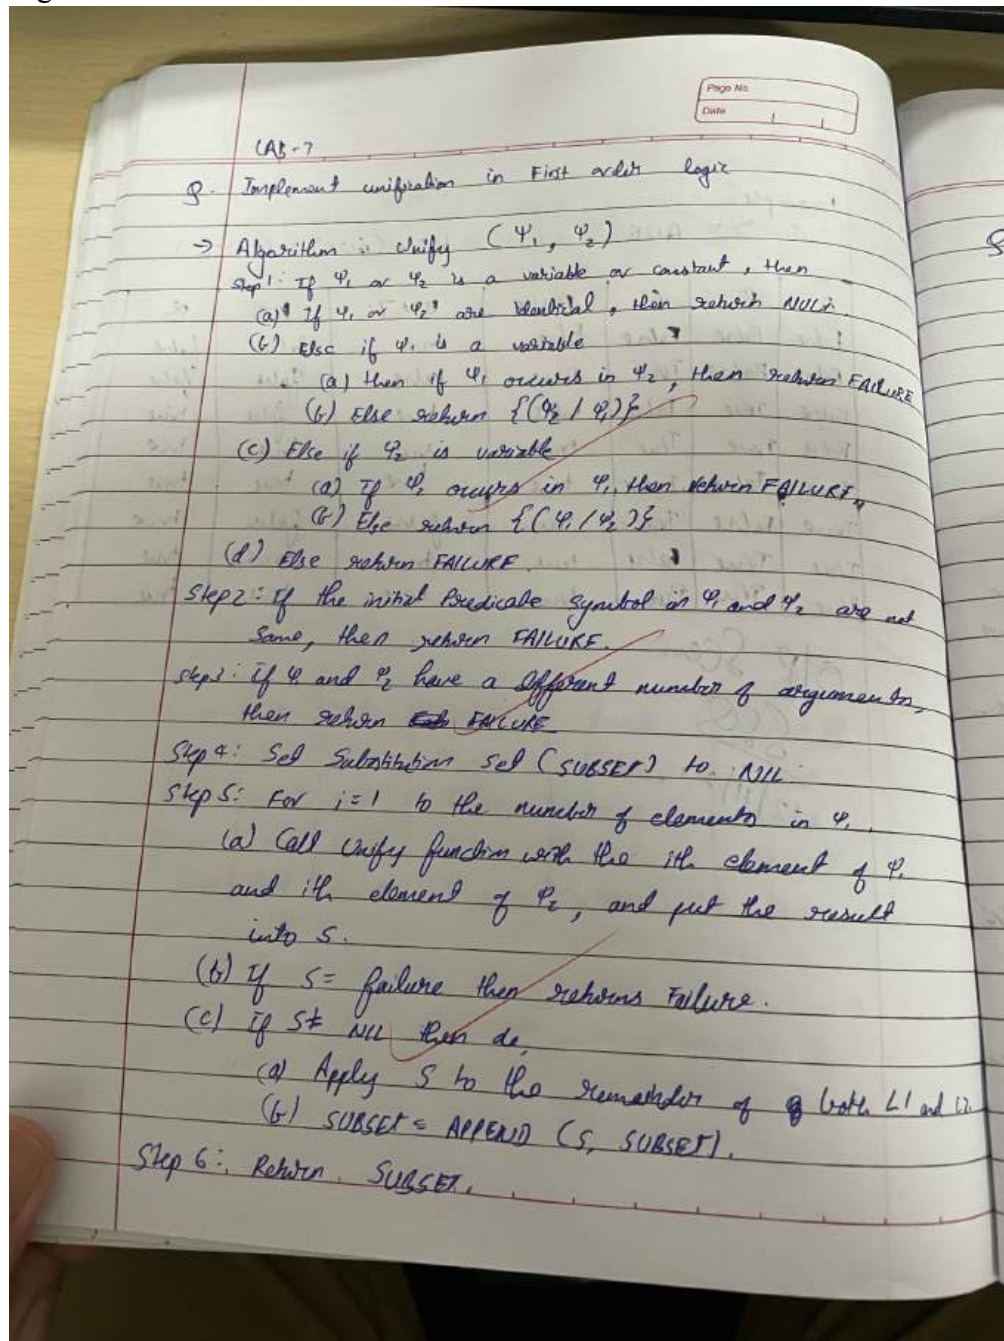 Page No.
Date
LAB-7
Q. Implement unification in First order logic
→ Algorithm : Unify (Ψ₁, Ψ₂)
Step 1: If Ψ₁ or Ψ₂ is a variable or constant, then
(a) If Ψ₁ or Ψ₂ are identical, then return NULL.
(b) Else if Ψ₁ is a variable
(a) then if Ψ₁ occurs in Ψ₂, then return FAILURE
(b) Else return {(Ψ₂ / Ψ₁)}
(c) Else if Ψ₂ is variable
(a) If Ψ₂ occurs in Ψ₁, then return FAILURE,
(b) Else return {(Ψ₁ / Ψ₂)}
(d) Else return FAILURE.
Step 2: If the initial Predicate symbol in Ψ₁ and Ψ₂ are not
same, then return FAILURE.
Step 3: If Ψ₁ and Ψ₂ have a different number of arguments,
then return FAILURE
Step 4: Set Substitution set (SUBSET) to NIL.
Step 5: For i=1 to the number of elements in Ψ₁.
(a) Call Unify function with the ith element of Ψ₁
and ith element of Ψ₂, and put the result
into S.
(b) If S = failure then returns Failure.
(c) If S ≠ NIL then do,
(a) Apply S to the remainder of both L1 and L2.
(b) SUBSET = APPEND (S, SUBSET).
Step 6: Return SUBSET.